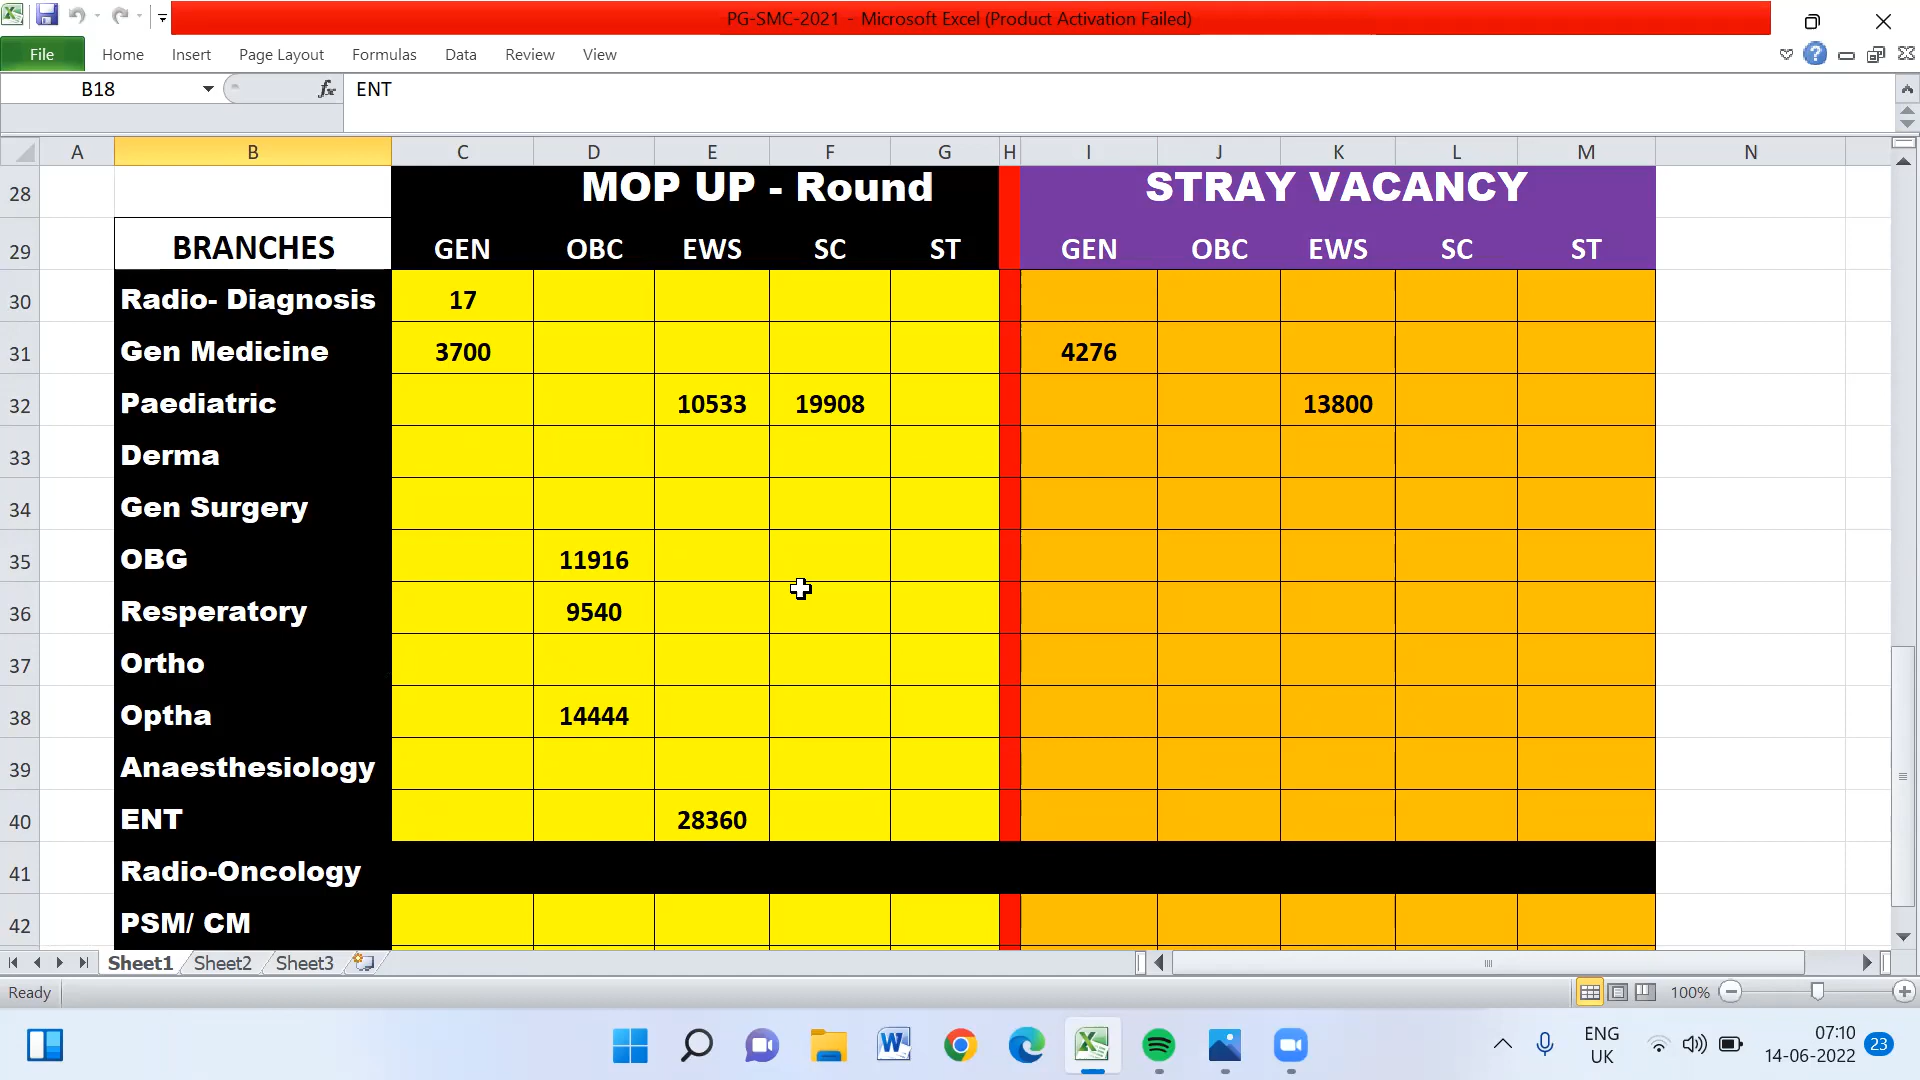 PG-SMC-2021 - Microsoft Excel (Product Activation Failed)
File Home Insert Page Layout Formulas Data Review View
B18 fx ENT
A B C D E F G H I J K L M N
28 MOP UP - Round STRAY VACANCY
29 BRANCHES GEN OBC EWS SC ST GEN OBC EWS SC ST
30 Radio- Diagnosis 17
31 Gen Medicine 3700 4276
32 Paediatric 10533 19908 13800
33 Derma
34 Gen Surgery
35 OBG 11916
36 Resperatory 9540
37 Ortho
38 Optha 14444
39 Anaesthesiology
40 ENT 28360
41 Radio-Oncology
42 PSM/ CM
Sheet1 Sheet2 Sheet3
Ready 100%
ENG 07:10
UK 14-06-2022 23